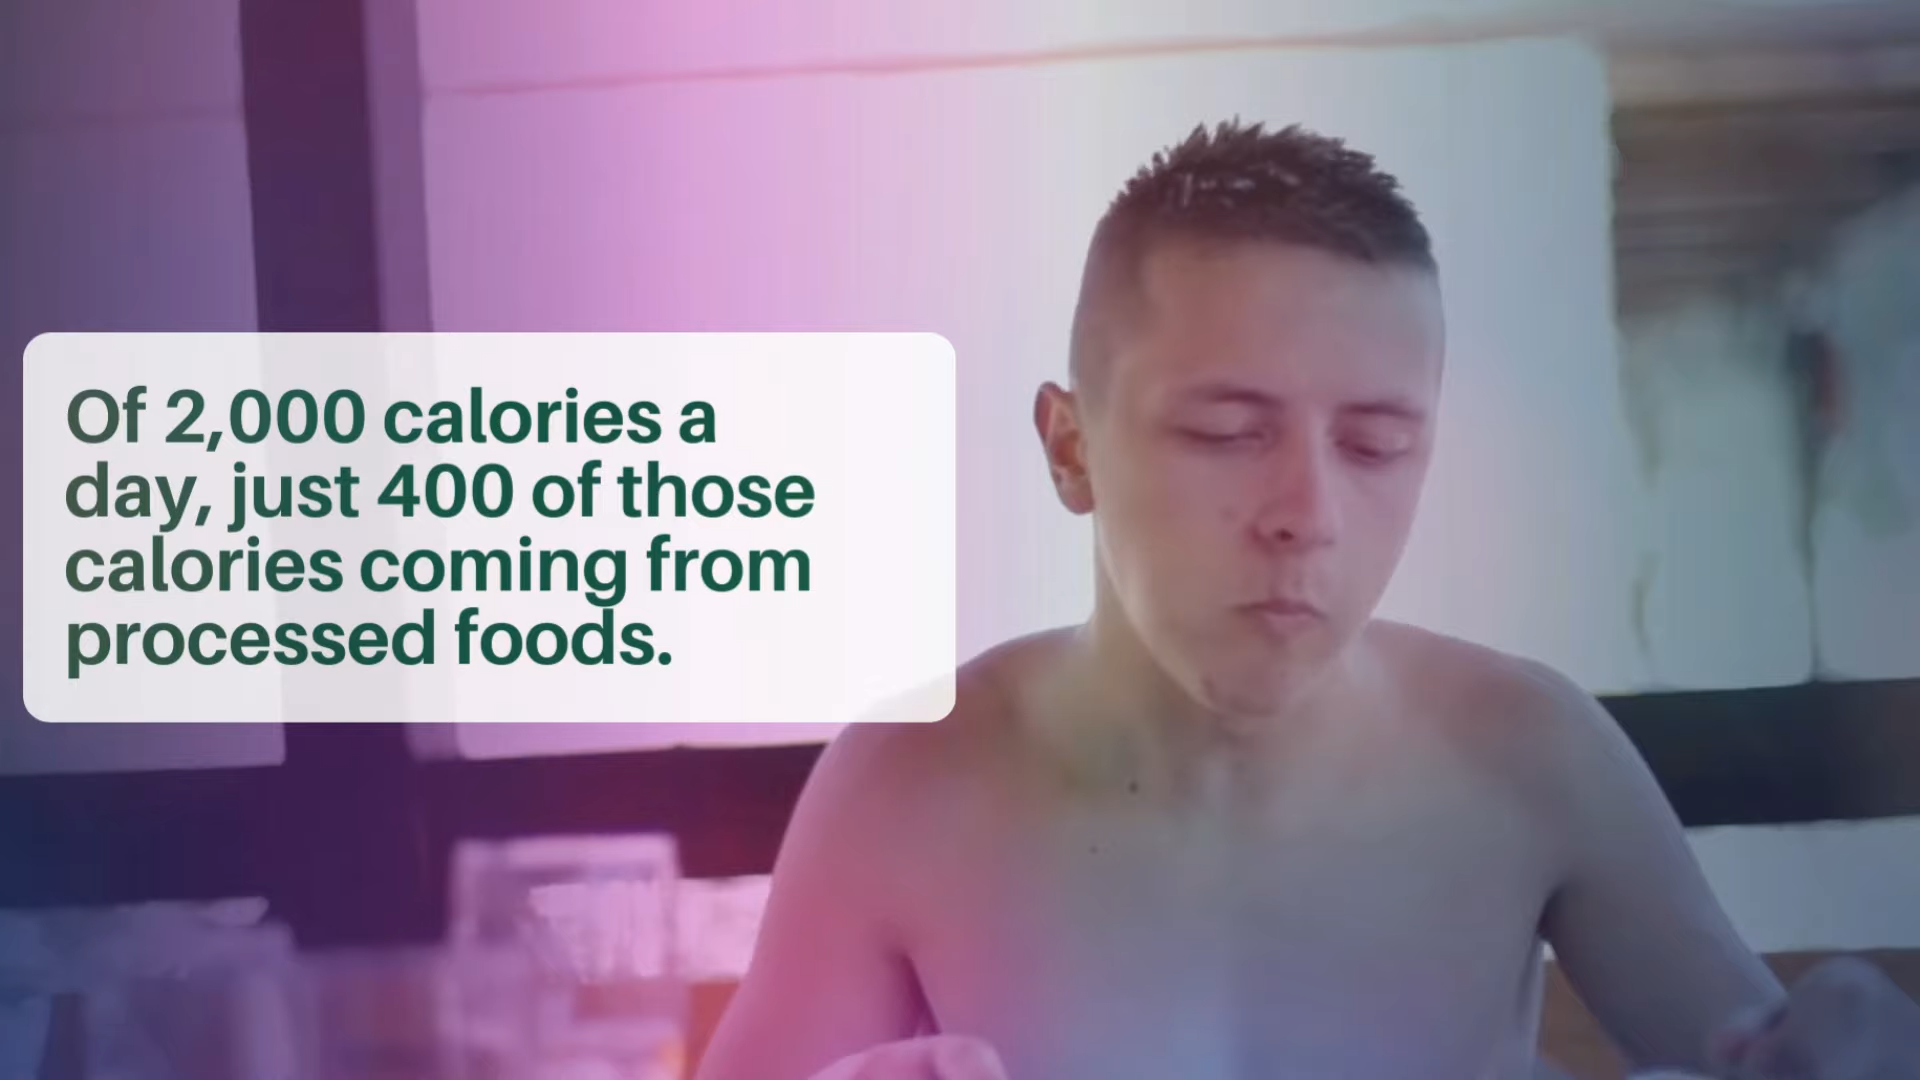 Of 2,000 calories a
day, just 400 of those
calories coming from
processed foods.